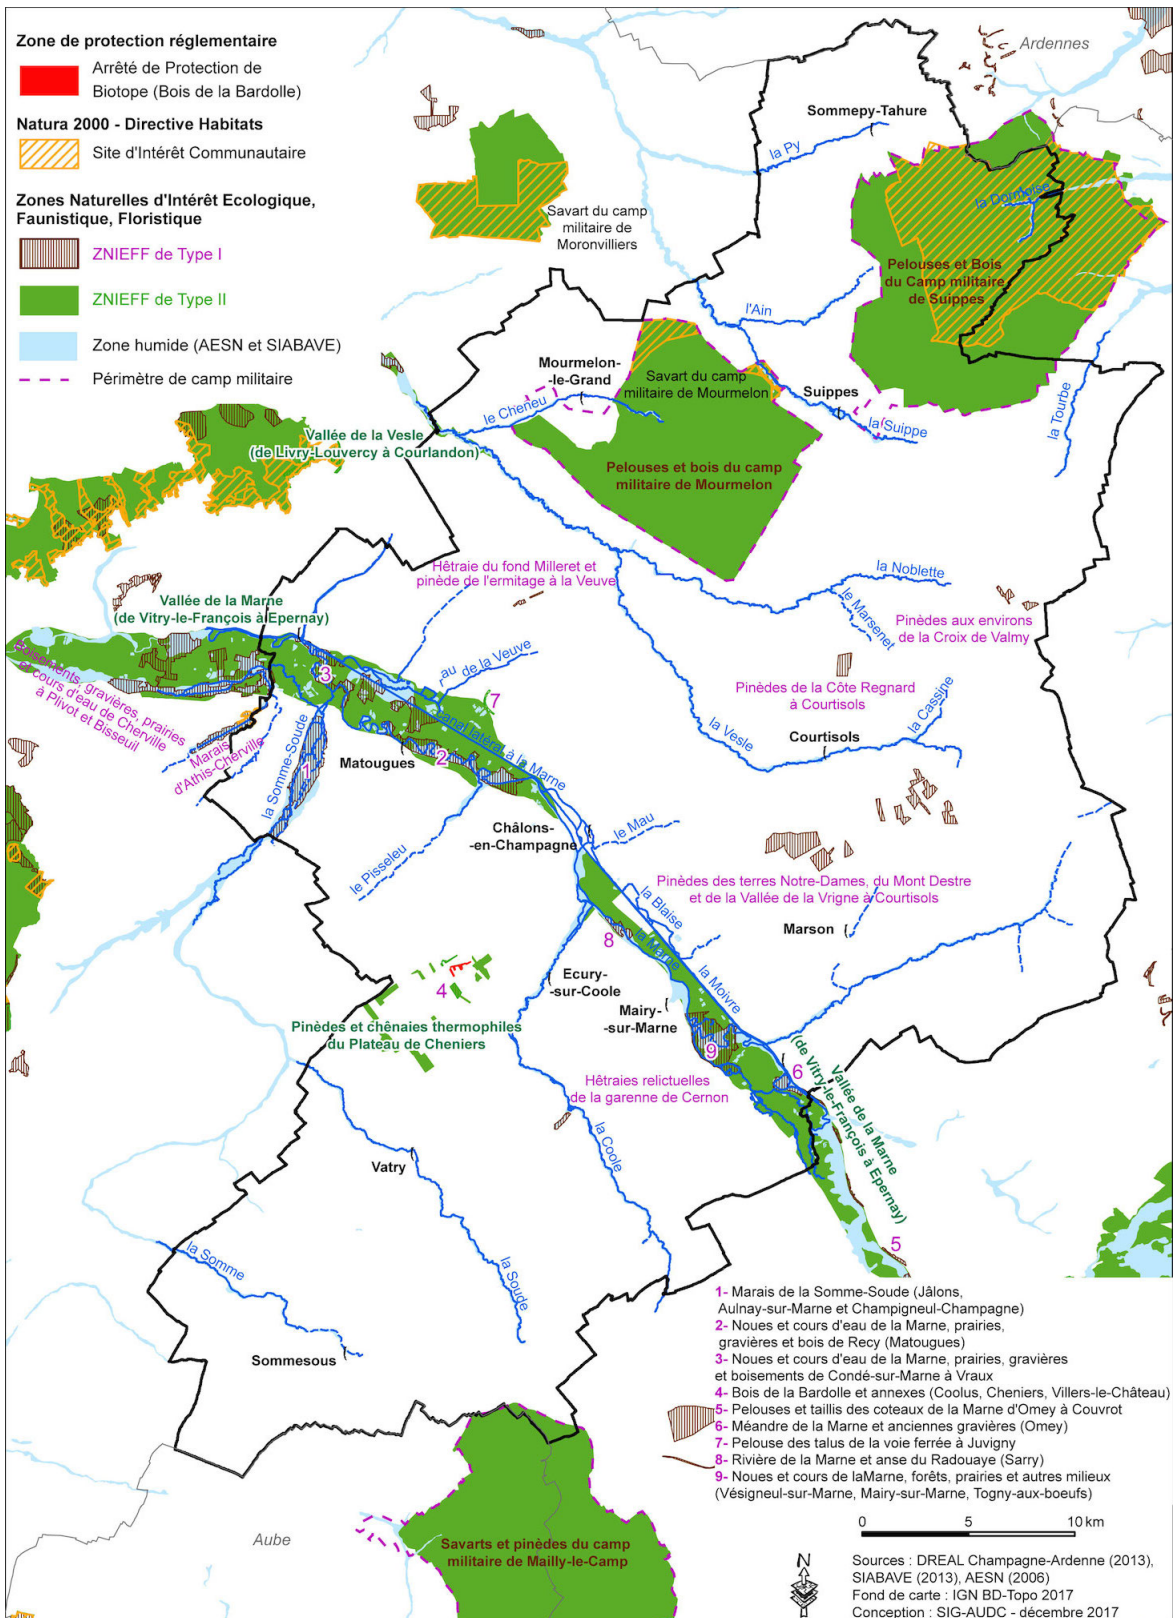 Zone de protection réglementaire
Arrêté de Protection de
Biotope (Bois de la Bardolle)
Natura 2000 - Directive Habitats
Site d'Intérêt Communautaire
Zones Naturelles d'Intérêt Ecologique,
Faunistique, Floristique
ZNIEFF de Type I
ZNIEFF de Type II
Zone humide (AESN et SIABAVE)
Périmètre de camp militaire
Ardennes
Sommepy-Tahure
la Py
la Dormoise
Savart du camp
militaire de
Moronvilliers
Pelouses et Bois
du Camp militaire
de Suippes
l'Ain
Mourmelon-
-le-Grand
Savart du camp
militaire de Mourmelon
Suippes
le Cheneu
la Suippe
la Tourbe
Vallée de la Vesle
(de Livry-Louvercy à Courlandon)
Pelouses et bois du camp
militaire de Mourmelon
Hêtraie du fond Milleret et
pinède de l'ermitage à la Veuve
la Noblette
le Marsenet
Vallée de la Marne
(de Vitry-le-François à Epernay)
Pinèdes aux environs
de la Croix de Valmy
Boisements, gravières, prairies
et cours d'eau de Cherville
à Plivot et Bisseuil
3
au de la Veuve
7
Pinèdes de la Côte Regnard
à Courtisols
la Cassine
canal latéral à la Marne
la Vesle
Courtisols
Marais
d'Athis-Cherville
la Somme-Soude
1
Matougues
2
Châlons-
-en-Champagne
le Mau
le Pisseleu
Pinèdes des terres Notre-Dames, du Mont Destre
et de la Vallée de la Vrigne à Courtisols
la Blaise
Marson
8
la Marne
la Moivre
4
Ecury-
-sur-Coole
Mairy-
-sur-Marne
Pinèdes et chênaies thermophiles
du Plateau de Cheniers
9
6
Vallée de la Marne
(de Vitry-le-François à Epernay)
Hêtraies relictuelles
de la garenne de Cernon
la Coole
Vatry
la Somme
la Soude
5
Sommesous
1- Marais de la Somme-Soude (Jâlons,
Aulnay-sur-Marne et Champigneul-Champagne)
2- Noues et cours d'eau de la Marne, prairies,
gravières et bois de Recy (Matougues)
3- Noues et cours d'eau de la Marne, prairies, gravières
et boisements de Condé-sur-Marne à Vraux
4- Bois de la Bardolle et annexes (Coolus, Cheniers, Villers-le-Château)
5- Pelouses et taillis des coteaux de la Marne d'Omey à Couvrot
6- Méandre de la Marne et anciennes gravières (Omey)
7- Pelouse des talus de la voie ferrée à Juvigny
8- Rivière de la Marne et anse du Radouaye (Sarry)
9- Noues et cours de laMarne, forêts, prairies et autres milieux
(Vésigneul-sur-Marne, Mairy-sur-Marne, Togny-aux-boeufs)
0 5 10 km
Aube
Savarts et pinèdes du camp
militaire de Mailly-le-Camp
N
Sources : DREAL Champagne-Ardenne (2013),
SIABAVE (2013), AESN (2006)
Fond de carte : IGN BD-Topo 2017
Conception : SIG-AUDC - décembre 2017